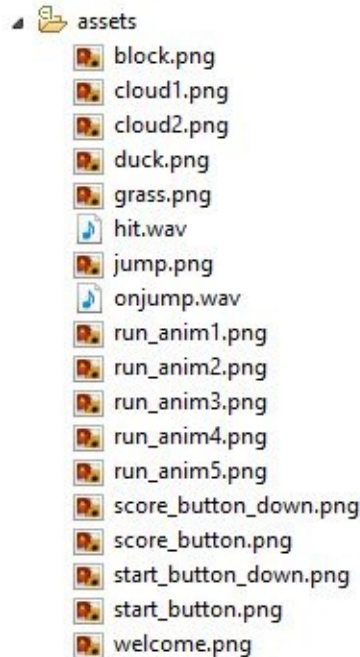 assets
block.png
cloud1.png
cloud2.png
duck.png
grass.png
hit.wav
jump.png
onjump.wav
run_anim1.png
run_anim2.png
run_anim3.png
run_anim4.png
run_anim5.png
score_button_down.png
score_button.png
start_button_down.png
start_button.png
welcome.png